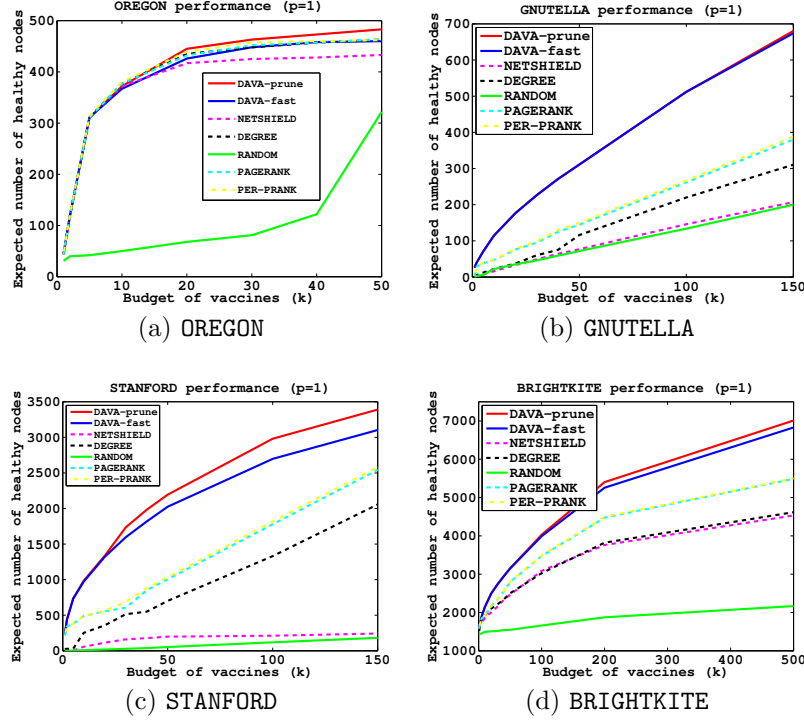 OREGON performance (p=1)
Expected number of healthy nodes
500
400
300
200
100
0
DAVA-prune
DAVA-fast
NETSHIELD
DEGREE
RANDOM
PAGERANK
PER-PRANK
0 10 20 30 40 50
Budget of vaccines (k)
(a) OREGON
GNUTELLA performance (p=1)
Expected number of healthy nodes
700
600
500
400
300
200
100
0
DAVA-prune
DAVA-fast
NETSHIELD
DEGREE
RANDOM
PAGERANK
PER-PRANK
0 50 100 150
Budget of vaccines (k)
(b) GNUTELLA
STANFORD performance (p=1)
Expected number of healthy nodes
3500
3000
2500
2000
1500
1000
500
0
DAVA-prune
DAVA-fast
NETSHIELD
DEGREE
RANDOM
PAGERANK
PER-PRANK
0 50 100 150
Budget of vaccines (k)
(c) STANFORD
BRIGHTKITE performance (p=1)
Expected number of healthy nodes
7000
6000
5000
4000
3000
2000
1000
DAVA-prune
DAVA-fast
NETSHIELD
DEGREE
RANDOM
PAGERANK
PER-PRANK
0 100 200 300 400 500
Budget of vaccines (k)
(d) BRIGHTKITE